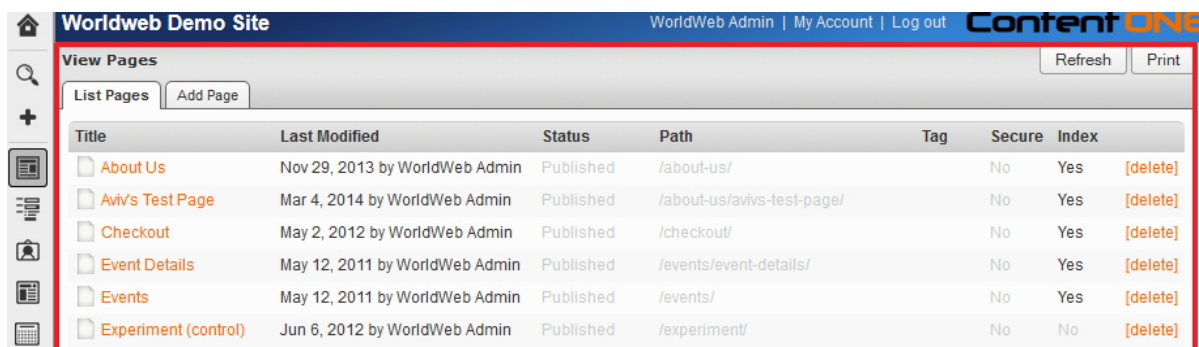 Worldweb Demo Site WorldWeb Admin | My Account | Log out ContentONE
View Pages Refresh Print
List Pages Add Page
Title Last Modified Status Path Tag Secure Index
About Us Nov 29, 2013 by WorldWeb Admin Published /about-us/ No Yes [delete]
Aviv's Test Page Mar 4, 2014 by WorldWeb Admin Published /about-us/avivs-test-page/ No Yes [delete]
Checkout May 2, 2012 by WorldWeb Admin Published /checkout/ No Yes [delete]
Event Details May 12, 2011 by WorldWeb Admin Published /events/event-details/ No Yes [delete]
Events May 12, 2011 by WorldWeb Admin Published /events/ No Yes [delete]
Experiment (control) Jun 6, 2012 by WorldWeb Admin Published /experiment/ No No [delete]